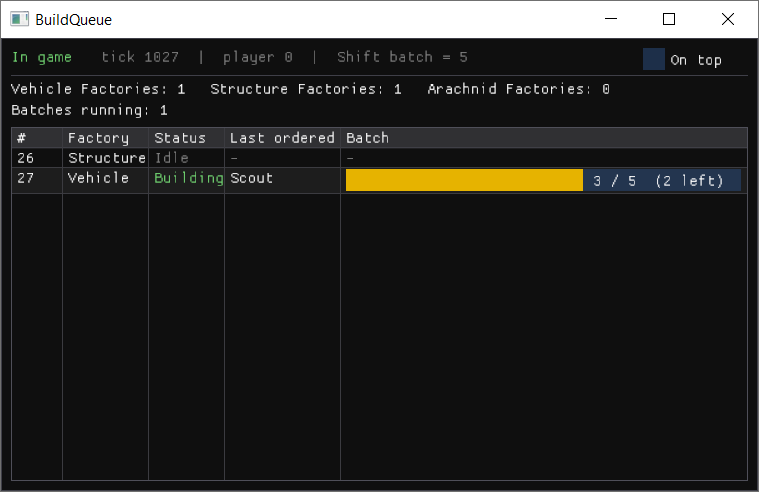 BuildQueue
In game tick 1027 | player 0 | Shift batch = 5 On top
Vehicle Factories: 1 Structure Factories: 1 Arachnid Factories: 0
Batches running: 1
# Factory Status Last ordered Batch
26 Structure Idle - -
27 Vehicle Building Scout 3 / 5 (2 left)